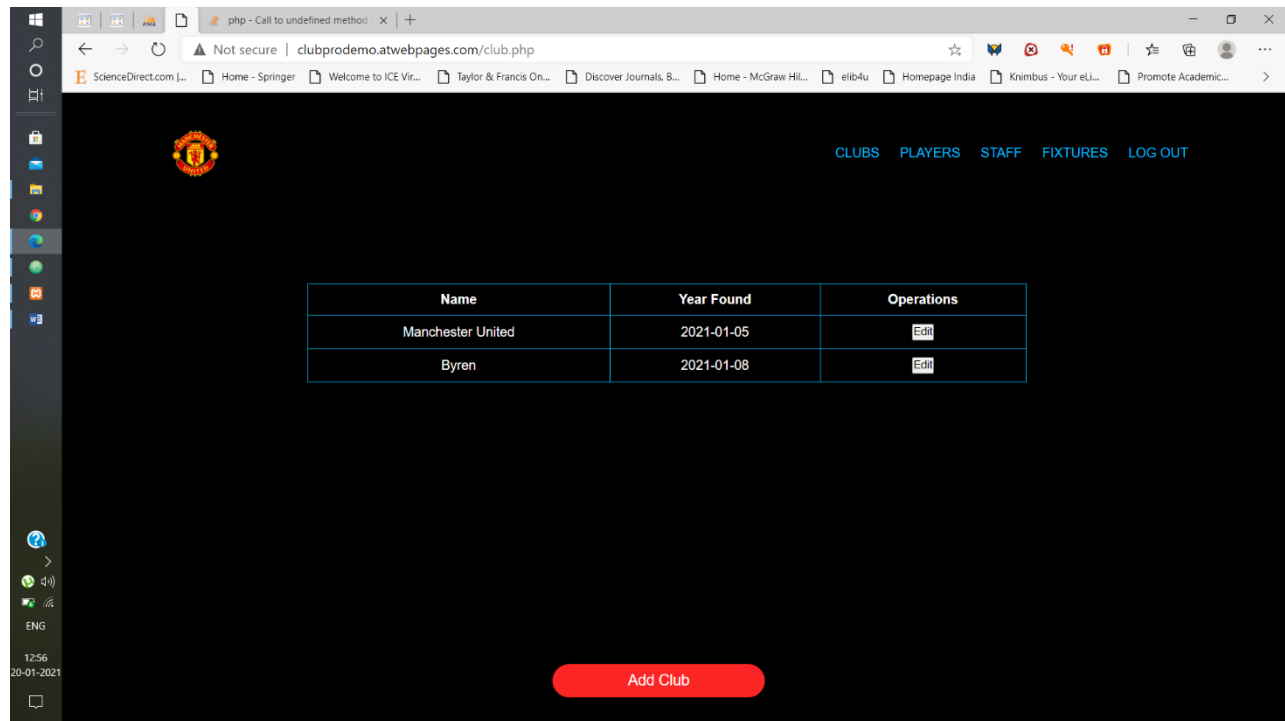 php - Call to undefined method
Not secure | clubprodemo.atwebpages.com/club.php
E ScienceDirect.com |... Home - Springer Welcome to ICE Vir... Taylor & Francis On... Discover Journals, B... Home - McGraw Hil... elib4u Homepage India Knimbus - Your eLi... Promote Academic...
MANCHESTER UNITED
CLUBS PLAYERS STAFF FIXTURES LOG OUT
Name Year Found Operations
Manchester United 2021-01-05 Edit
Byren 2021-01-08 Edit
ENG
12:56
20-01-2021
Add Club